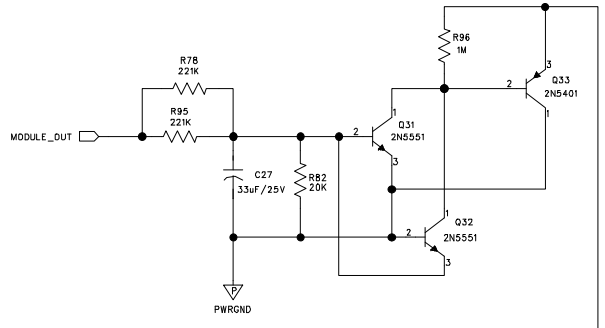 R96
1M
3
Q33
2N5401
2
1
R78
221K
R95
221K
MODULE_OUT
1
Q31
2N5551
2
3
C27
33uF/25V
R82
20K
1
Q32
2N5551
2
3
P
PWRGND